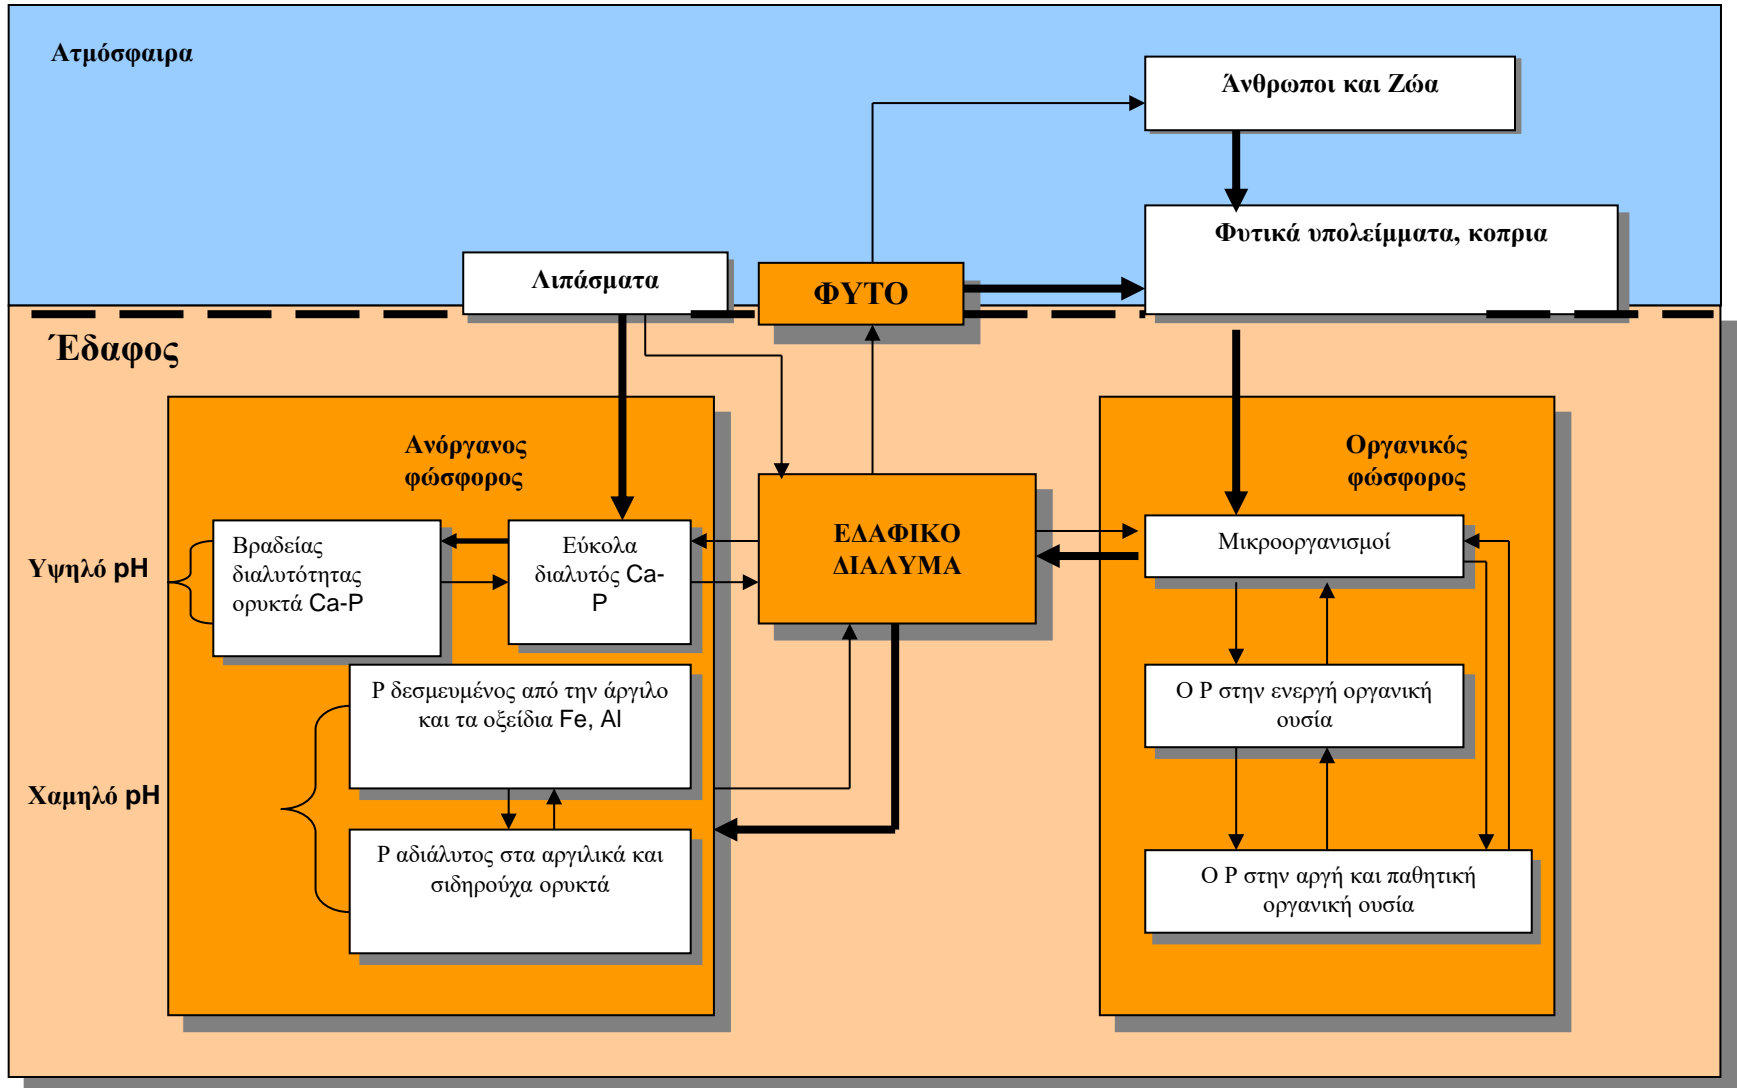 Ατμόσφαιρα
Άνθρωποι και Ζώα
Φυτικά υπολείμματα, κοπρια
Λιπάσματα
ΦΥΤΟ
Έδαφος
Ανόργανος
φώσφορος
Οργανικός
φώσφορος
Υψηλό pH
Βραδείας
διαλυτότητας
ορυκτά Ca-P
Εύκολα
διαλυτός Ca-
P
ΕΔΑΦΙΚΟ
ΔΙΑΛΥΜΑ
Μικροοργανισμοί
P δεσμευμένος από την άργιλο
και τα οξείδια Fe, Al
Ο P στην ενεργή οργανική
ουσία
Χαμηλό pH
P αδιάλυτος στα αργιλικά και
σιδηρούχα ορυκτά
Ο P στην αργή και παθητική
οργανική ουσία